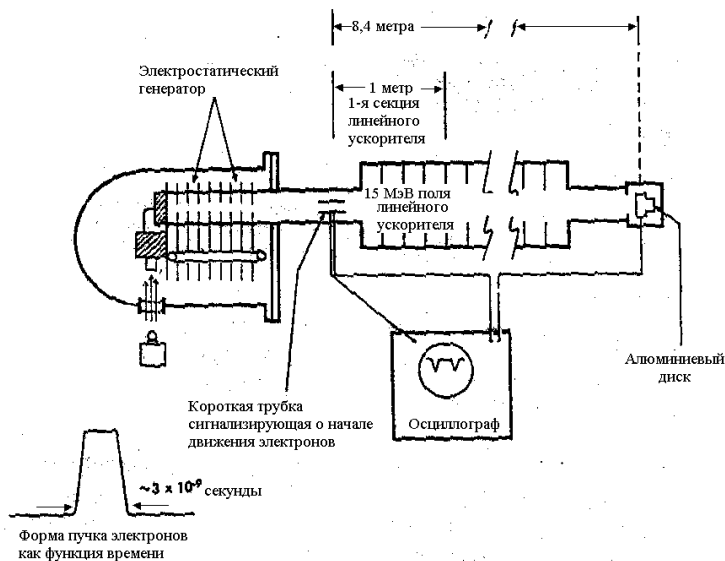 8,4 метра
Электростатический
генератор
1 метр
1-я секция
линейного
ускорителя
15 МэВ поля
линейного
ускорителя
Алюминиевый
диск
Короткая трубка
сигнализирующая о начале
движения электронов
Осциллограф
~3 x 10⁻⁹ секунды
Форма пучка электронов
как функция времени